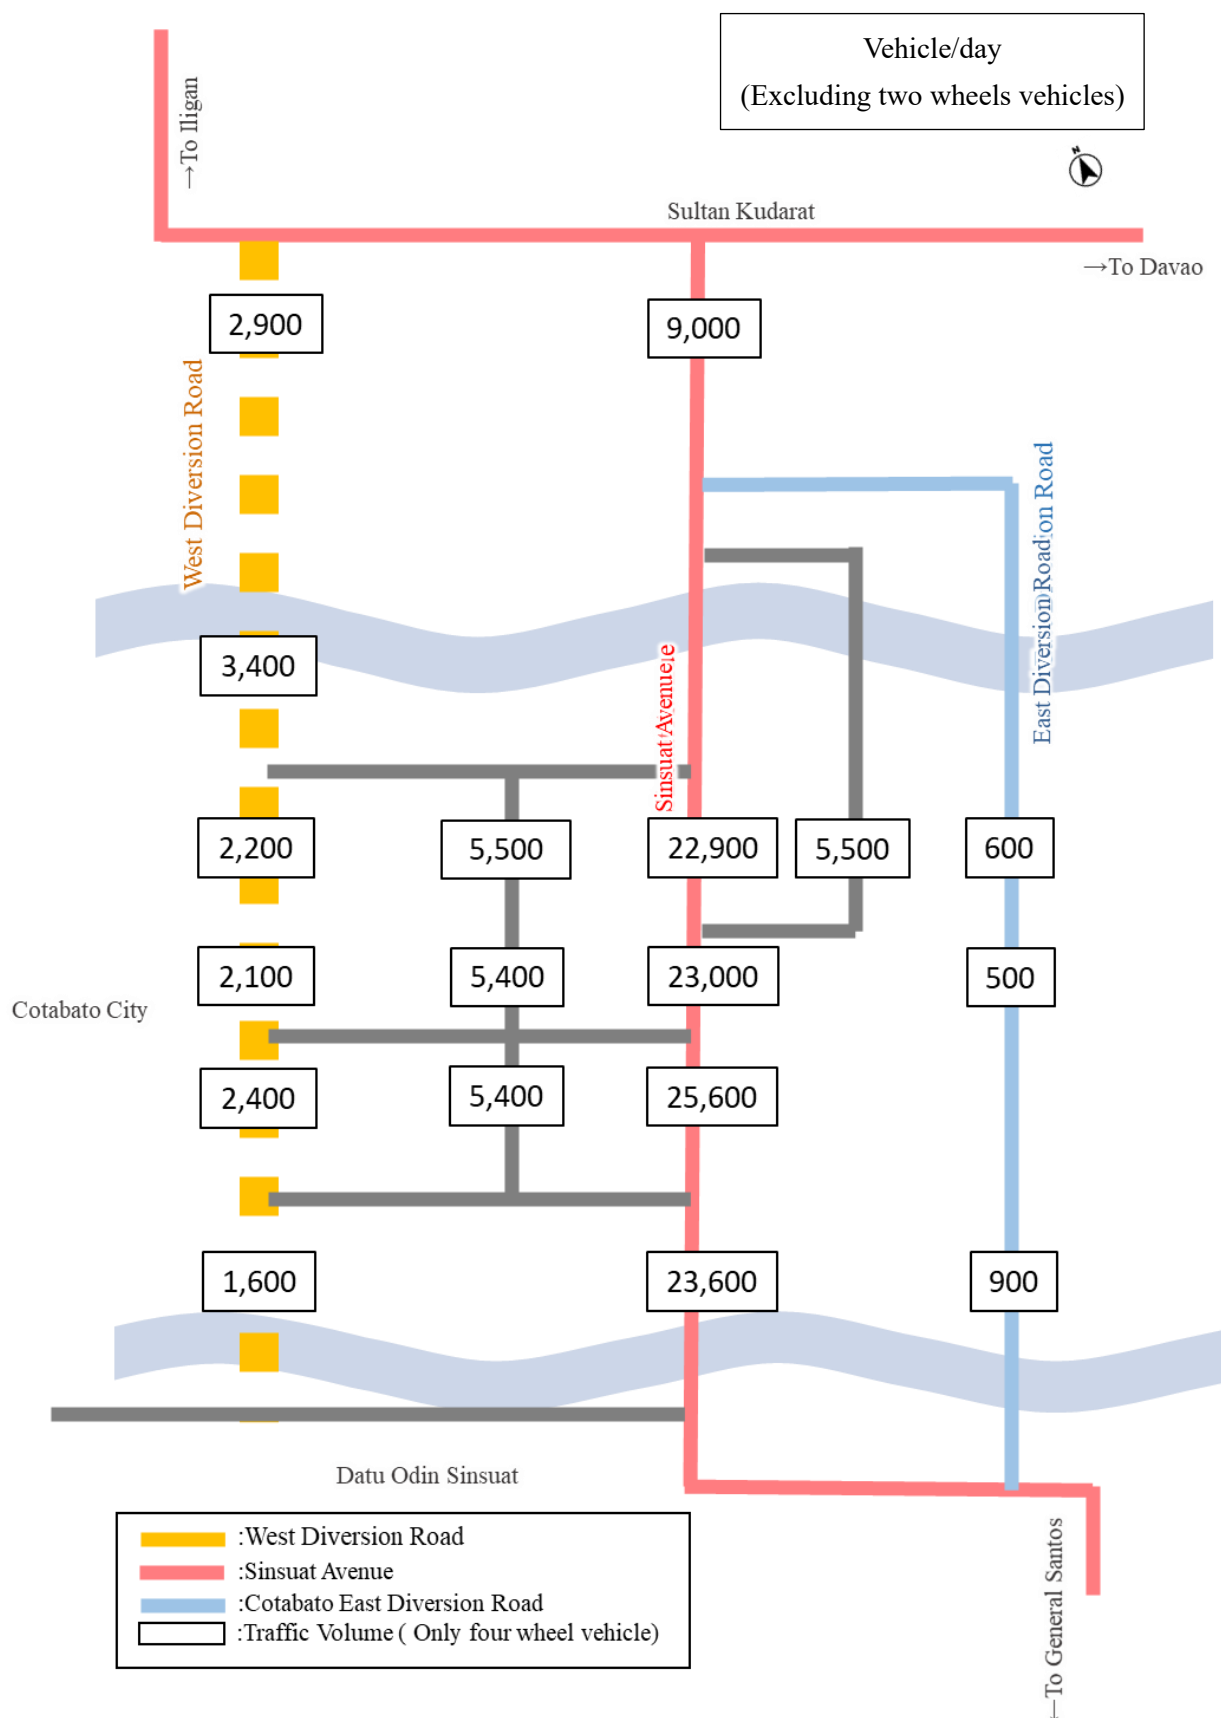 Vehicle/day
(Excluding two wheels vehicles)
→To Iligan
N
Sultan Kudarat
→To Davao
2,900
9,000
West Diversion Road
East Diversion Road
3,400
Sinsuat Avenue
2,200
5,500
22,900
5,500
600
2,100
5,400
23,000
500
Cotabato City
2,400
5,400
25,600
1,600
23,600
900
Datu Odin Sinsuat
:West Diversion Road
:Sinsuat Avenue
:Cotabato East Diversion Road
:Traffic Volume ( Only four wheel vehicle)
←To General Santos